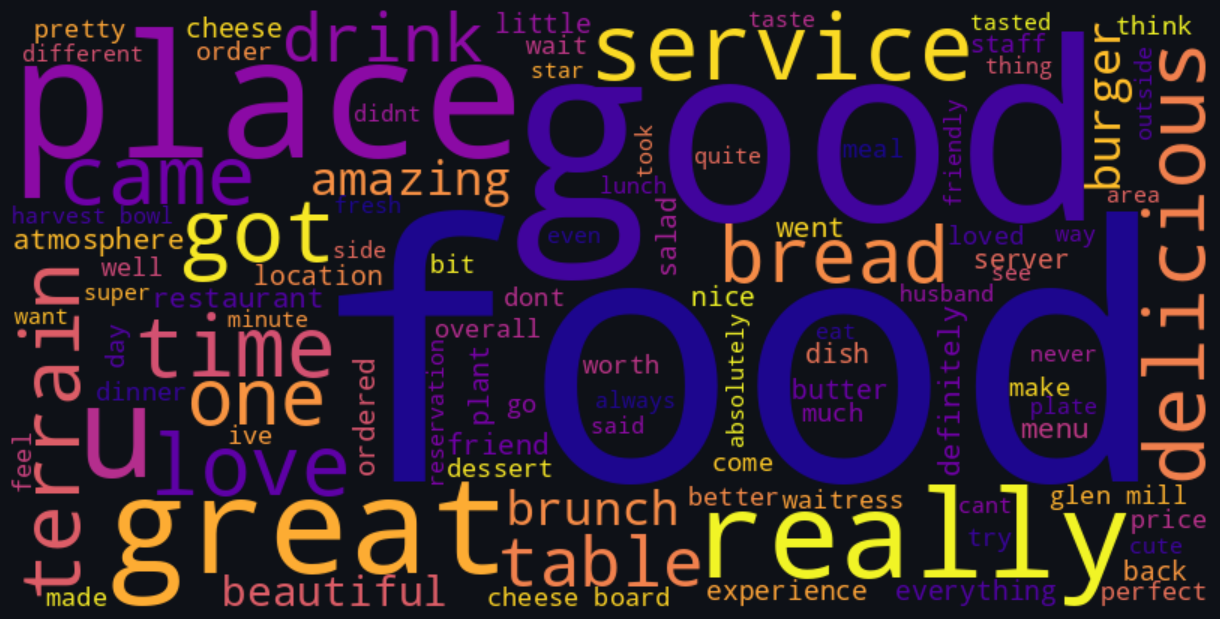 pretty
cheese
drink
little
service
taste
tasted
think
different
order
wait
staff
star
thing
place
didnt
good
burger
outside
delicious
took
quite
meal
friendly
came
amazing
lunch
area
harvest bowl
fresh
salad
atmosphere
got
side
even
bread
went
loved
way
well
location
bit
server
see
super
restaurant
dont
nice
husband
terrain
want
minute
time
food
overall
absolutely
eat
day
dish
never
worth
definitely
dinner
one
ordered
reservation
plant
go
always
butter
much
make
plate
menu
u
said
feel
ive
love
friend
dessert
come
great
brunch
better
waitress
really
cant
glen mill
price
try
table
cute
back
made
beautiful
cheese board
experience
everything
perfect